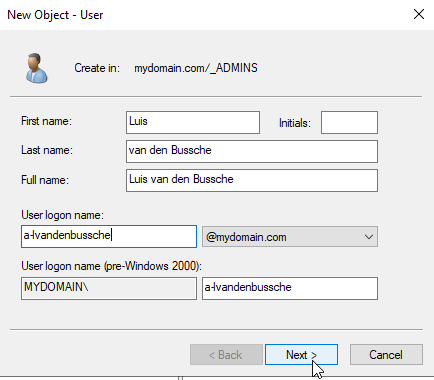 New Object - User
Create in: mydomain.com/_ADMINS
First name: Luis Initials:
Last name: van den Bussche
Full name: Luis van den Bussche
User logon name:
a-lvandenbussche @mydomain.com
User logon name (pre-Windows 2000):
MYDOMAIN\ a-lvandenbussche
< Back Next > Cancel